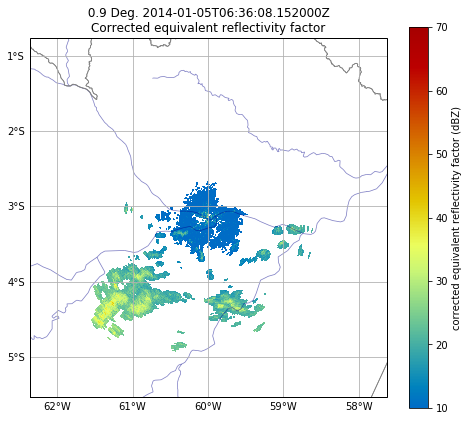 0.9 Deg. 2014-01-05T06:36:08.152000Z
Corrected equivalent reflectivity factor
1°S
2°S
3°S
4°S
5°S
62°W
61°W
60°W
59°W
58°W
70
60
50
40
30
20
10
corrected equivalent reflectivity factor (dBZ)